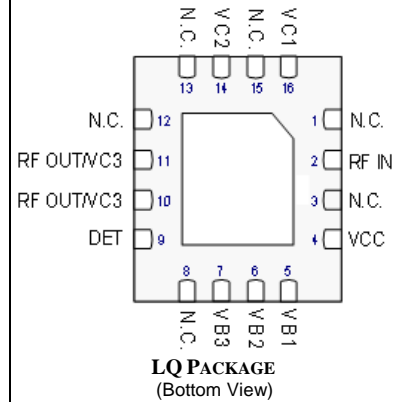 N.C. VC2 N.C. VC1
13 14 15 16
N.C. 12 1 N.C.
RF OUT/VC3 11 2 RF IN
RF OUT/VC3 10 3 N.C.
DET 9 4 VCC
8 7 6 5
N.C. VB3 VB2 VB1
LQ PACKAGE
(Bottom View)